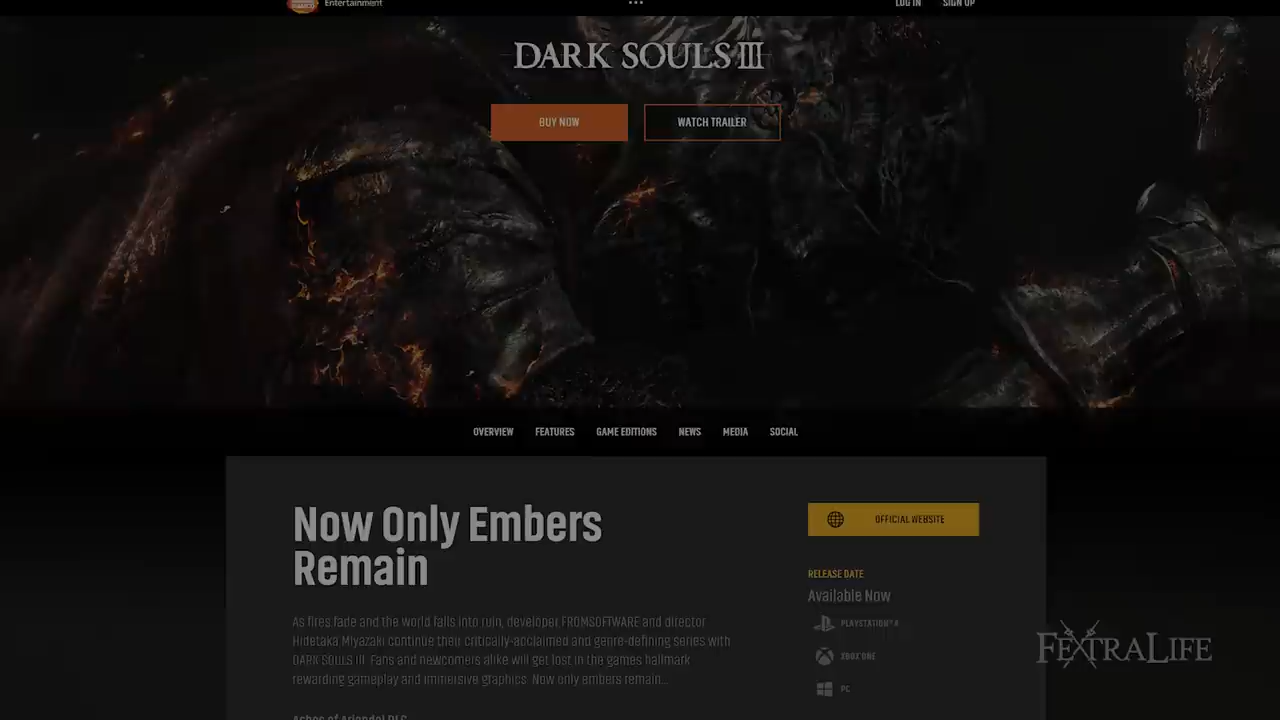 Entertainment
LOG IN SIGN UP
DARK SOULS III
BUY NOW WATCH TRAILER
OVERVIEW FEATURES GAME EDITIONS NEWS MEDIA SOCIAL
Now Only Embers
Remain
OFFICIAL WEBSITE
RELEASE DATE
Available Now
PLAYSTATION®4
XBOX ONE
PC
As fires fade and the world falls into ruin, developer FROMSOFTWARE and director
Hidetaka Miyazaki continue their critically-acclaimed and genre-defining series with
DARK SOULS III. Fans and newcomers alike will get lost in the games hallmark
rewarding gameplay and immersive graphics. Now only embers remain...
Ashes of Ariandel DLC
FEXTRALIFE